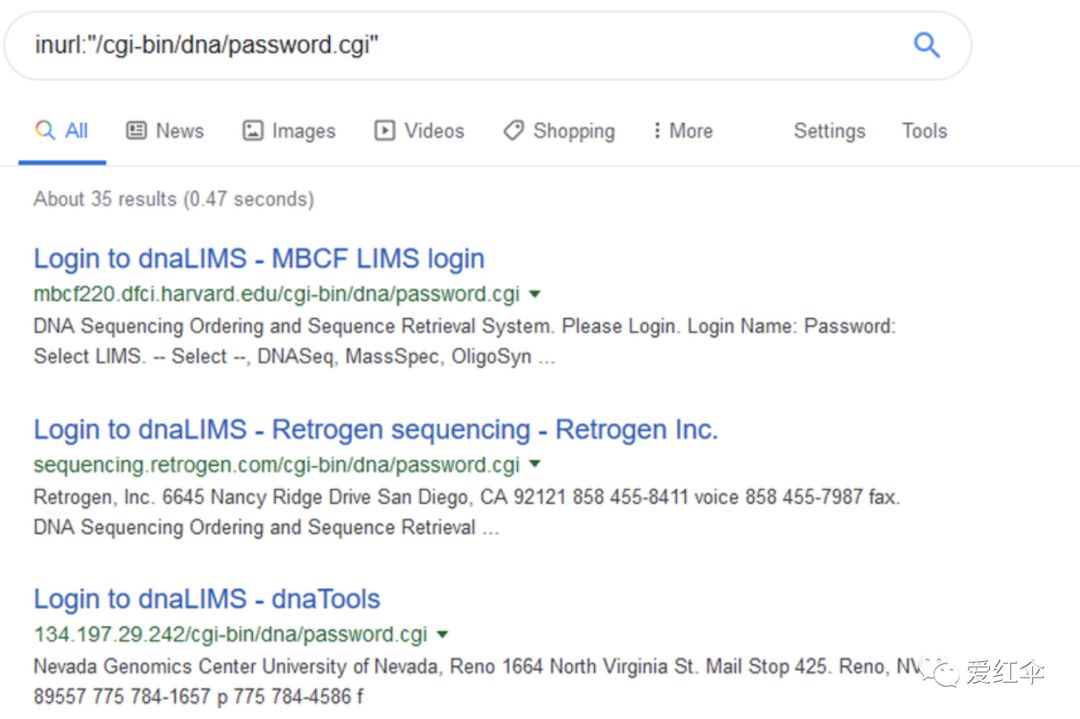 inurl:"/cgi-bin/dna/password.cgi"
All News Images Videos Shopping More Settings Tools
About 35 results (0.47 seconds)
Login to dnaLIMS - MBCF LIMS login
mbcf220.dfci.harvard.edu/cgi-bin/dna/password.cgi
DNA Sequencing Ordering and Sequence Retrieval System. Please Login. Login Name: Password:
Select LIMS. -- Select --, DNASeq, MassSpec, OligoSyn ...
Login to dnaLIMS - Retrogen sequencing - Retrogen Inc.
sequencing.retrogen.com/cgi-bin/dna/password.cgi
Retrogen, Inc. 6645 Nancy Ridge Drive San Diego, CA 92121 858 455-8411 voice 858 455-7987 fax.
DNA Sequencing Ordering and Sequence Retrieval ...
Login to dnaLIMS - dnaTools
134.197.29.242/cgi-bin/dna/password.cgi
Nevada Genomics Center University of Nevada, Reno 1664 North Virginia St. Mail Stop 425. Reno, NV
89557 775 784-1657 p 775 784-4586 f
爱红伞